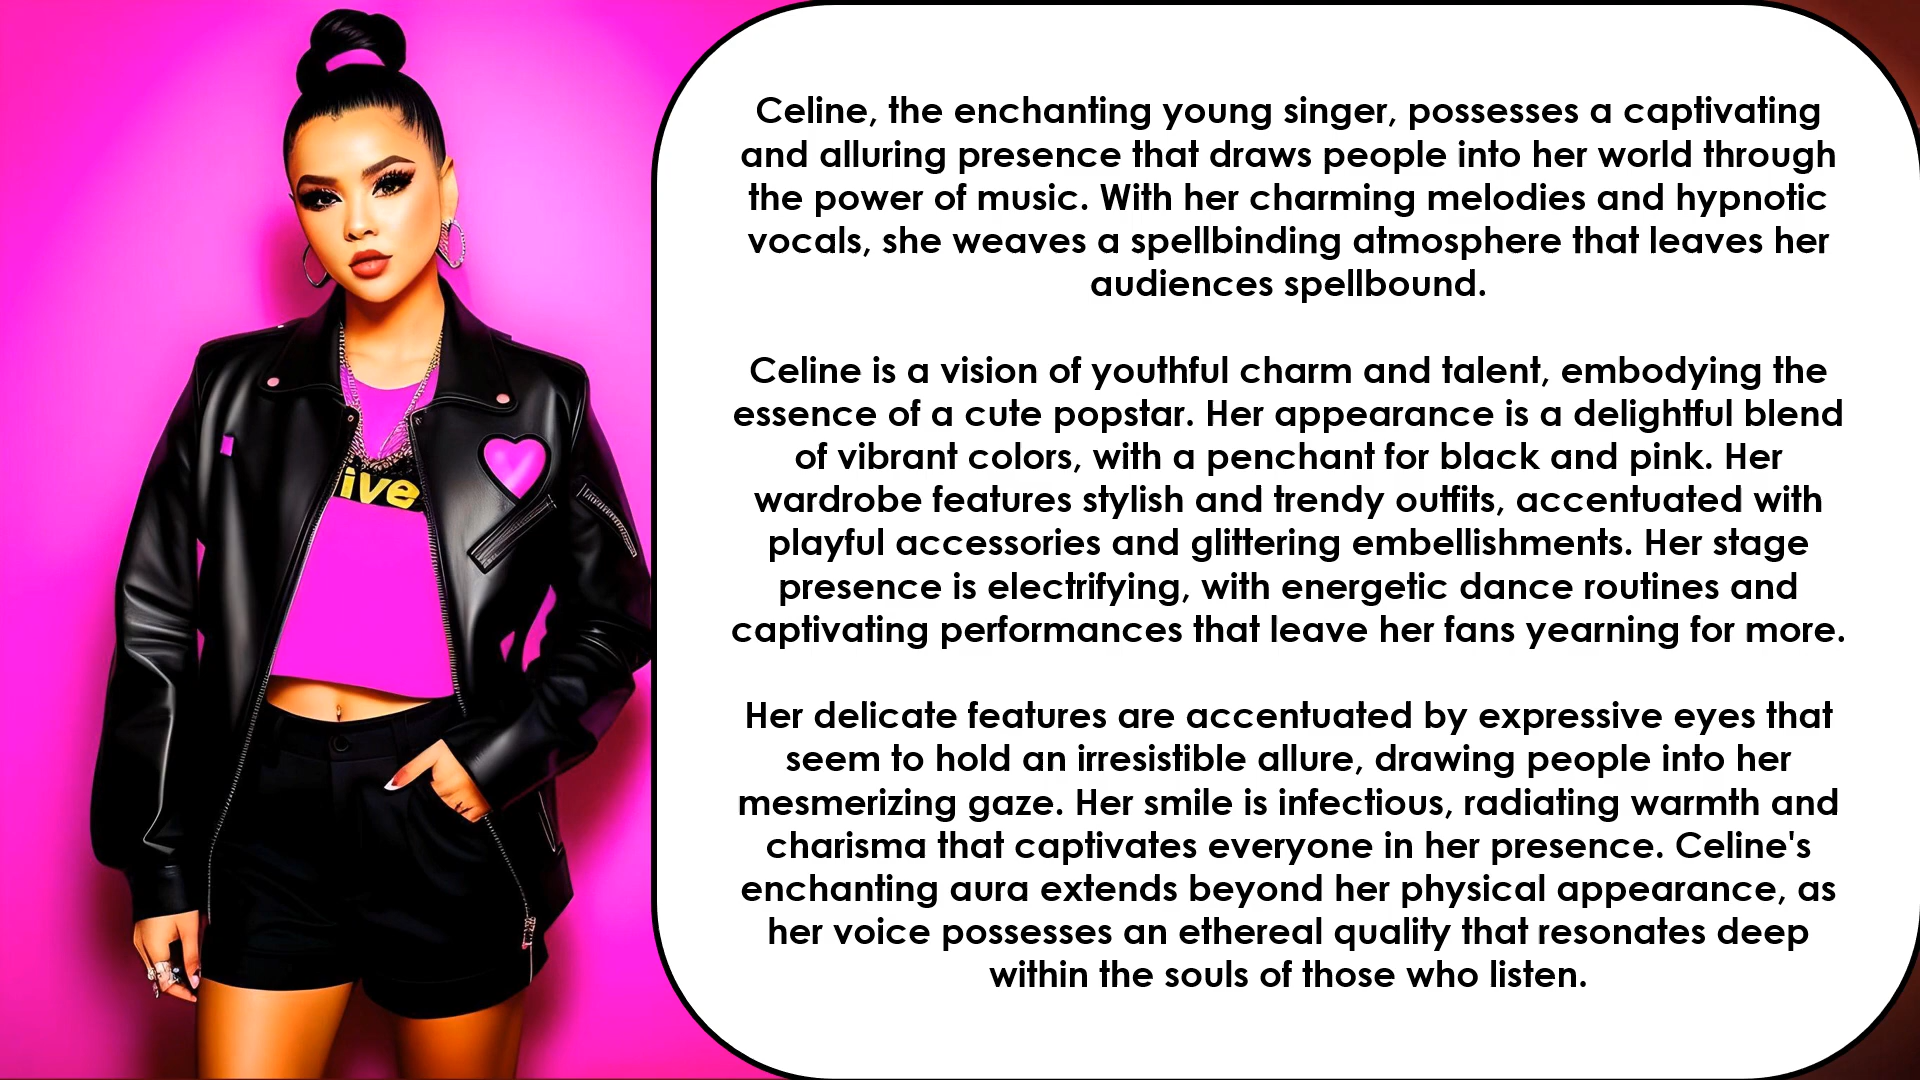 Celine, the enchanting young singer, possesses a captivating
and alluring presence that draws people into her world through
the power of music. With her charming melodies and hypnotic
vocals, she weaves a spellbinding atmosphere that leaves her
audiences spellbound.
Celine is a vision of youthful charm and talent, embodying the
essence of a cute popstar. Her appearance is a delightful blend
of vibrant colors, with a penchant for black and pink. Her
wardrobe features stylish and trendy outfits, accentuated with
playful accessories and glittering embellishments. Her stage
presence is electrifying, with energetic dance routines and
captivating performances that leave her fans yearning for more.
Her delicate features are accentuated by expressive eyes that
seem to hold an irresistible allure, drawing people into her
mesmerizing gaze. Her smile is infectious, radiating warmth and
charisma that captivates everyone in her presence. Celine's
enchanting aura extends beyond her physical appearance, as
her voice possesses an ethereal quality that resonates deep
within the souls of those who listen.
ive